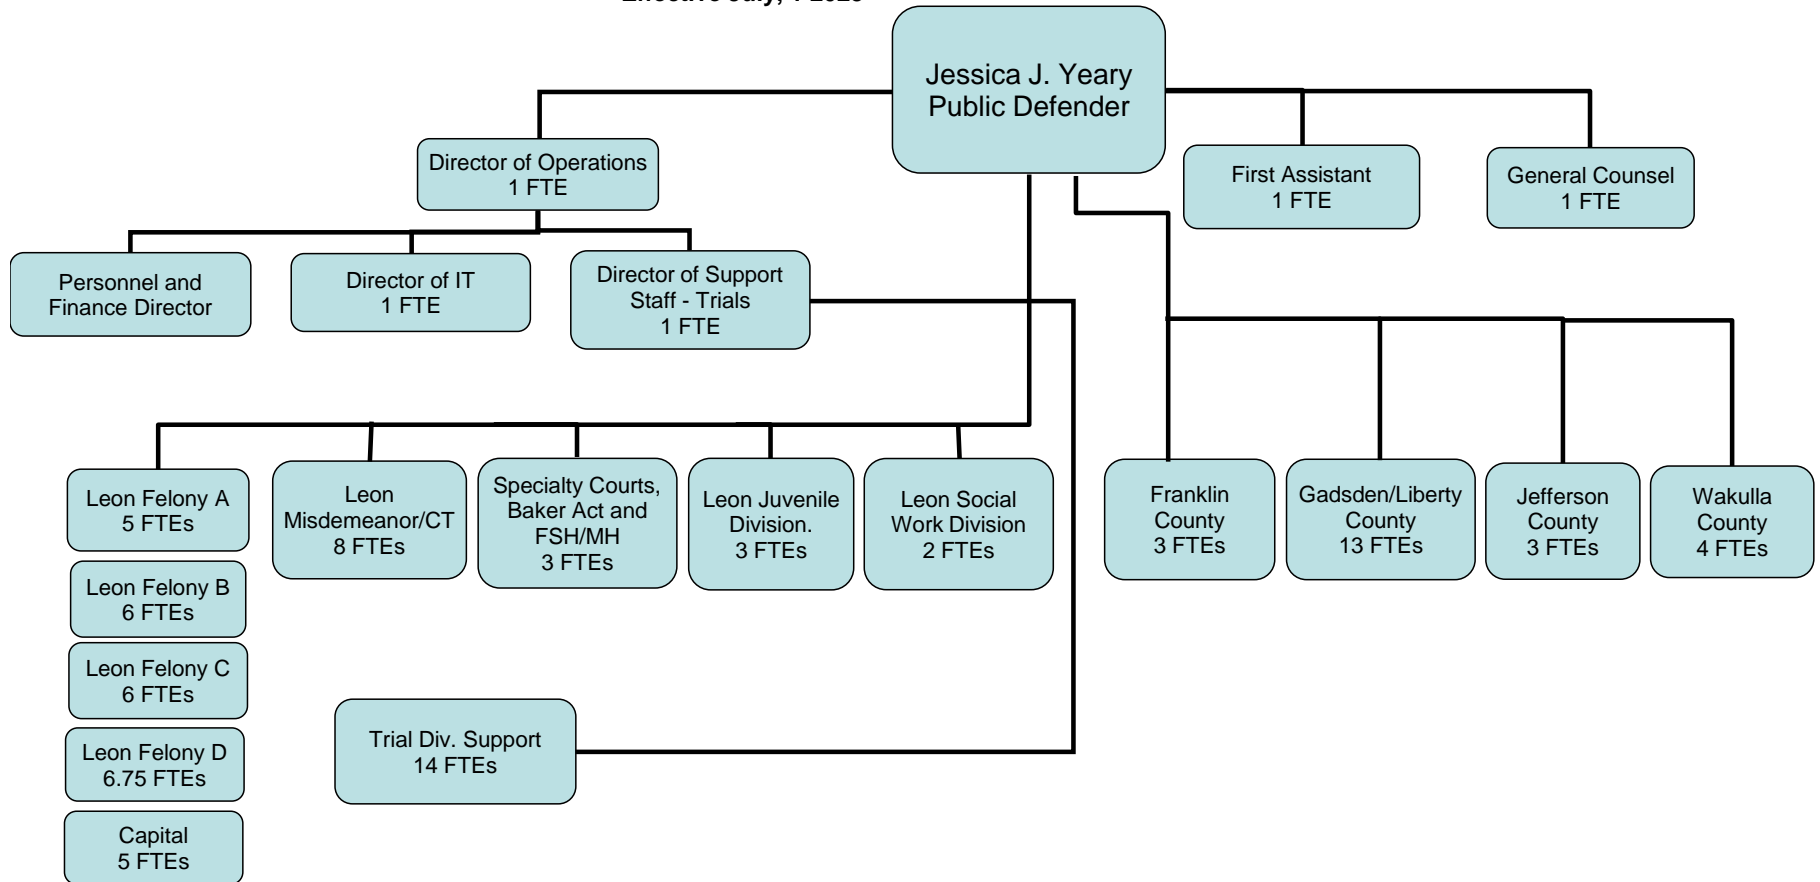 Jessica J. Yeary
Public Defender
Director of Operations
1 FTE
First Assistant
1 FTE
General Counsel
1 FTE
Personnel and
Finance Director
Director of IT
1 FTE
Director of Support
Staff - Trials
1 FTE
Leon Felony A
5 FTEs
Leon
Misdemeanor/CT
8 FTEs
Specialty Courts,
Baker Act and
FSH/MH
3 FTEs
Leon Juvenile
Division.
3 FTEs
Leon Social
Work Division
2 FTEs
Franklin
County
3 FTEs
Gadsden/Liberty
County
13 FTEs
Jefferson
County
3 FTEs
Wakulla
County
4 FTEs
Leon Felony B
6 FTEs
Leon Felony C
6 FTEs
Leon Felony D
6.75 FTEs
Trial Div. Support
14 FTEs
Capital
5 FTEs